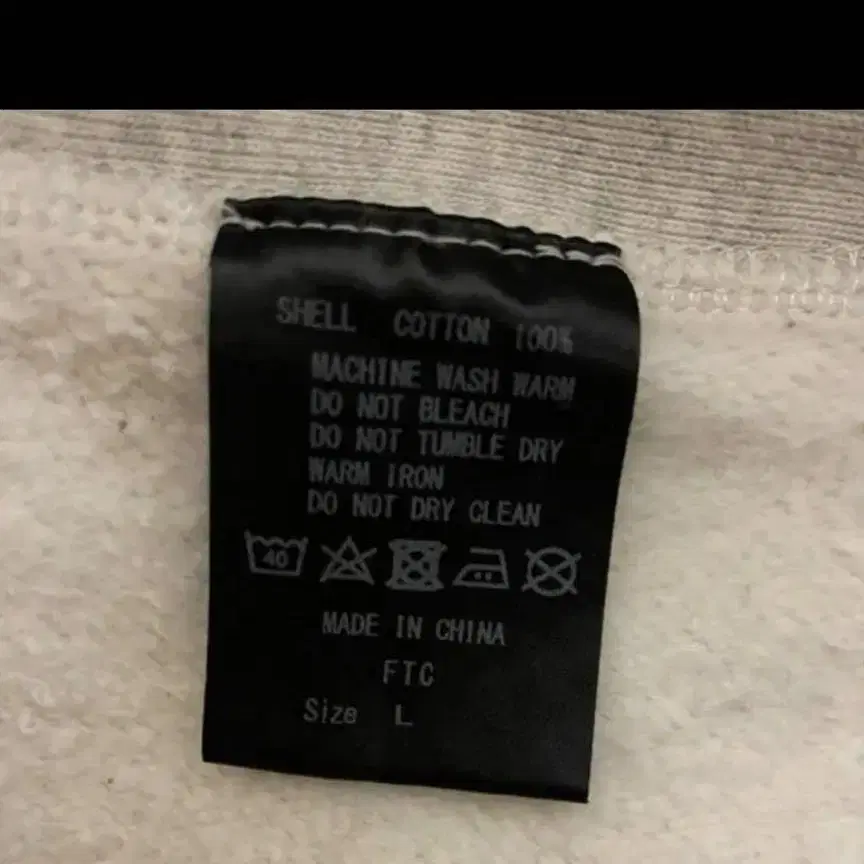 SHELL COTTON 100%
MACHINE WASH WARM
DO NOT BLEACH
DO NOT TUMBLE DRY
WARM IRON
DO NOT DRY CLEAN
40
MADE IN CHINA
FTC
Size L